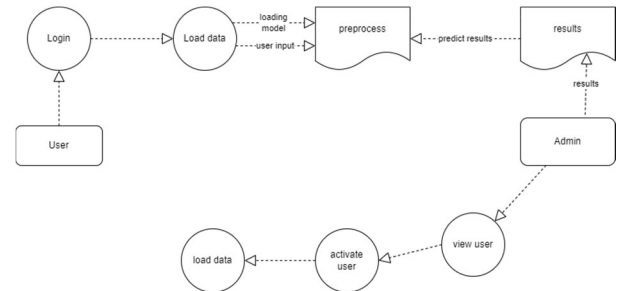 Login
Load data
loading
model
user input
preprocess
predict results
results
results
User
Admin
view user
activate
user
load data